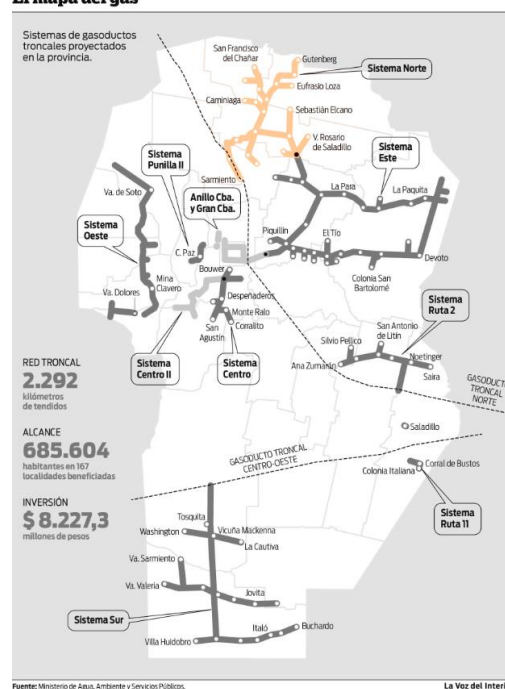 El mapa del gas
Sistemas de gasoductos
troncales proyectados
en la provincia.
San Francisco
del Chañar
Gutenberg
Sistema Norte
Eufrasio Loza
Caminiaga
Sebastián Elcano
V. Rosario
de Saladillo
Sistema
Este
Sistema
Punilla II
Sarmiento
La Para
La Paquita
Va. de Soto
Anillo Cba.
y Gran Cba.
Sistema
Oeste
Piquillín
El Tío
C. Paz
Devoto
Bouwer
Mina
Clavero
Colonia San
Bartolomé
Va. Dolores
Despeñaderos
Sistema
Ruta 2
Monte Ralo
San
Agustín
Corralito
San Antonio
de Litín
Silvio Pellico
Noetinger
Sistema
Centro II
Sistema
Centro
Ana Zumarán
Saira
RED TRONCAL
2.292
kilómetros
de tendidos
GASODUCTO
TRONCAL
NORTE
Saladillo
ALCANCE
685.604
habitantes en 167
localidades beneficiadas
GASODUCTO TRONCAL
CENTRO-OESTE
Corral de Bustos
Colonia Italiana
INVERSIÓN
$ 8.227,3
millones de pesos
Sistema
Ruta 11
Tosquita
Washington
Vicuña Mackenna
La Cautiva
Va. Sarmiento
Va. Valeria
Jovita
Sistema Sur
Italó
Buchardo
Villa Huidobro
Fuente: Ministerio de Agua, Ambiente y Servicios Públicos.
La Voz del Interi